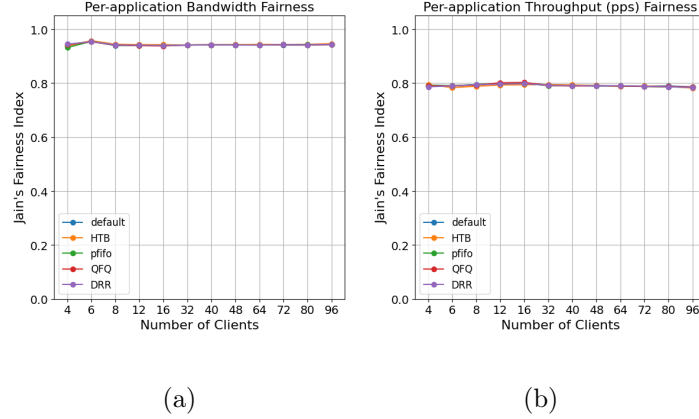 Per-application Bandwidth Fairness
Jain's Fairness Index
1.0
0.8
0.6
0.4
0.2
0.0
default
HTB
pfifo
QFQ
DRR
4 6 8 12 16 32 40 48 64 72 80 96
Number of Clients
(a)
Per-application Throughput (pps) Fairness
Jain's Fairness Index
1.0
0.8
0.6
0.4
0.2
0.0
default
HTB
pfifo
QFQ
DRR
4 6 8 12 16 32 40 48 64 72 80 96
Number of Clients
(b)